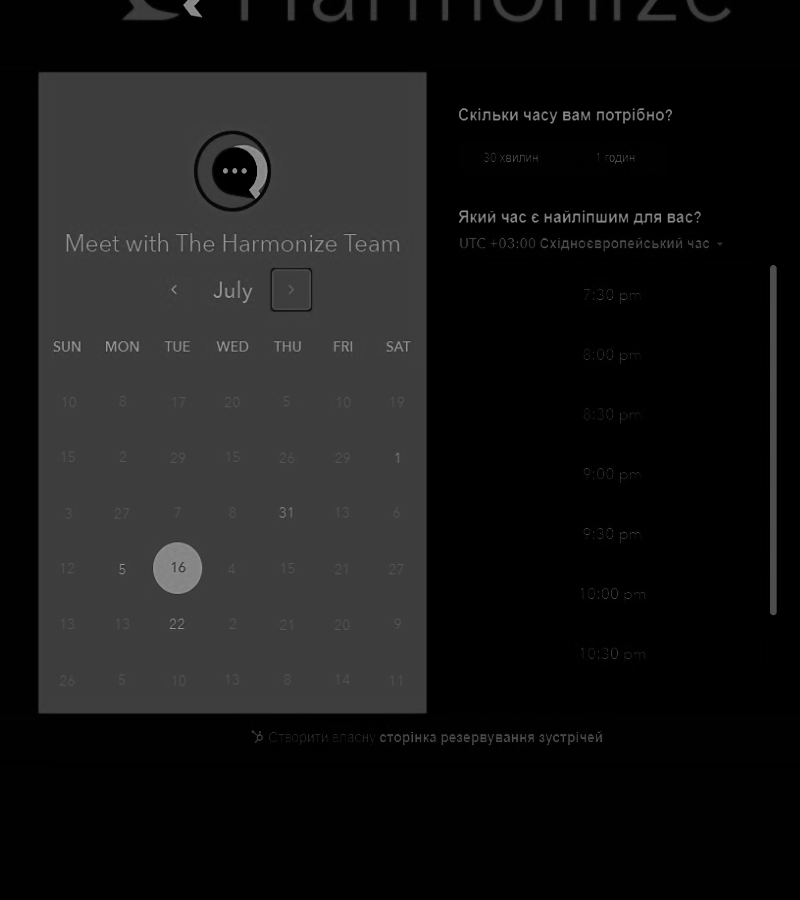 Harmonize
Meet with The Harmonize Team
July
SUN MON TUE WED THU FRI SAT
10 8 17 20 5 10 19
15 2 29 15 26 29 1
3 27 7 8 31 13 6
12 5 16 4 15 21 27
13 13 22 2 21 20 9
26 5 10 13 8 14 11
Скільки часу вам потрібно?
30 хвилин 1 годин
Який час є найліпшим для вас?
UTC +03:00 Східноєвропейський час
7:30 pm
8:00 pm
8:30 pm
9:00 pm
9:30 pm
10:00 pm
10:30 pm
Створити власну сторінка резервування зустрічей